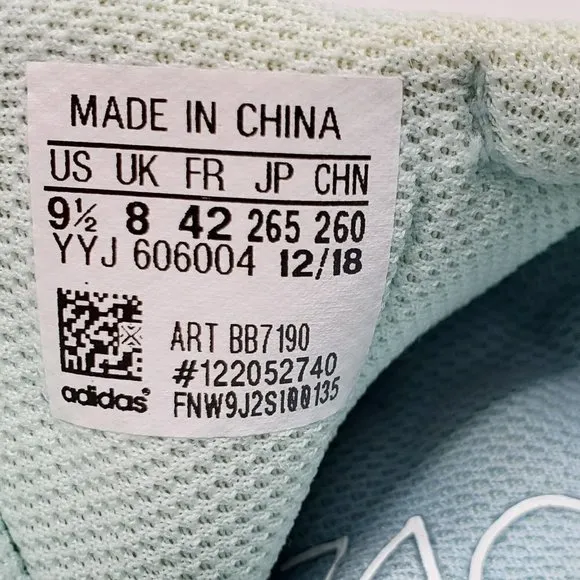 MADE IN CHINA
US UK FR JP CHN
9½ 8 42 265 260
YYJ 606004 12/18
ART BB7190
#122052740
adidas® FNW9J2S100135